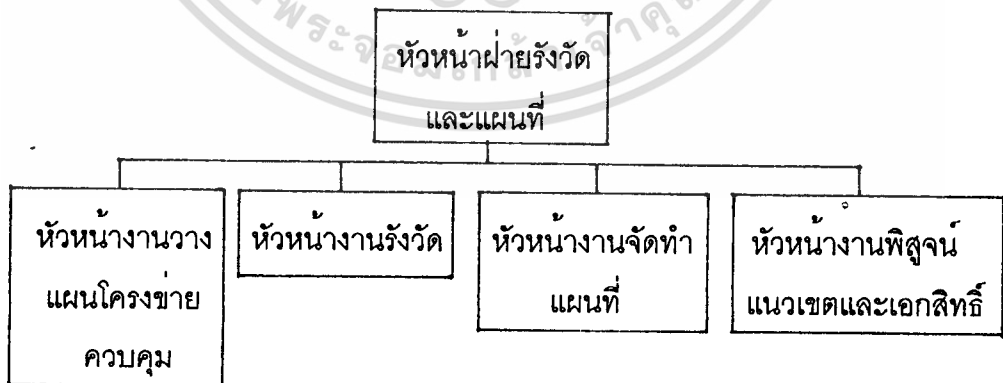 หัวหน้าฝ่ายรังวัด
และแผนที่
หัวหน้างานวาง
แผนโครงข่าย
ควบคุม
หัวหน้างานรังวัด
หัวหน้างานจัดทำ
แผนที่
หัวหน้างานพิสูจน์
แนวเขตและเอกสิทธิ์